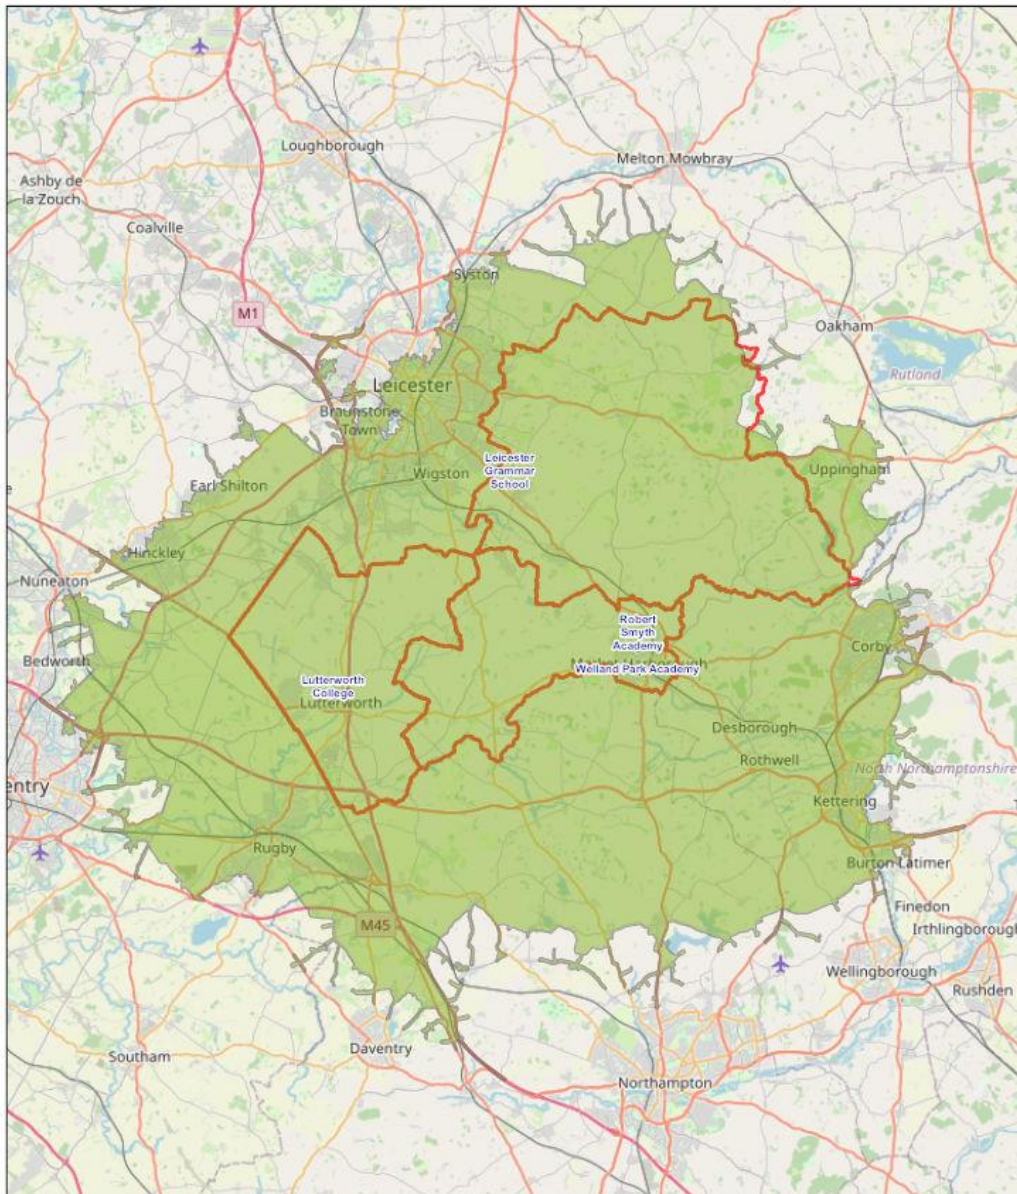 Loughborough
Melton Mowbray
Ashby de
la Zouch
Coalville
Syston
M1
Oakham
Rutland
Leicester
Braunstone
Town
Leicester
Grammar
School
Wigston
Uppingham
Earl Shilton
Hinckley
Nuneaton
Robert
Smyth
Academy
Corby
Bedworth
Welland Park Academy
Lutterworth
College
Lutterworth
Desborough
Rothwell
North Northamptonshire
entry
Kettering
Rugby
Burton Latimer
Finedon
M45
Irthlingborough
Wellingborough
Rushden
Southam
Daventry
Northampton